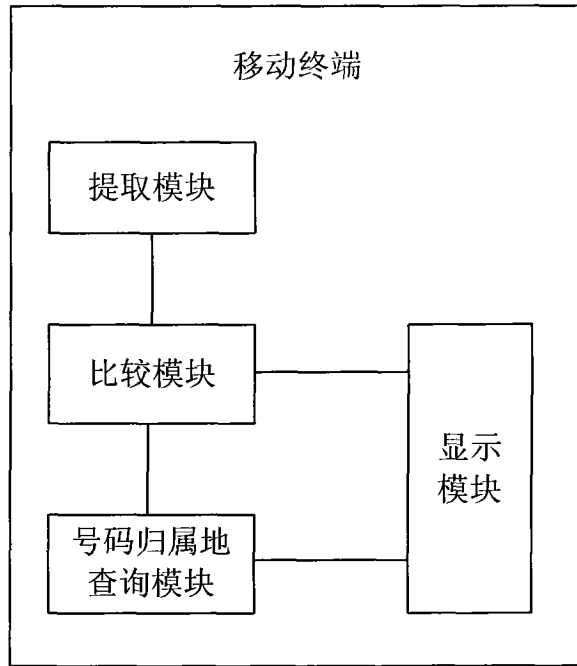 移动终端
提取模块
比较模块
显示
模块
号码归属地
查询模块